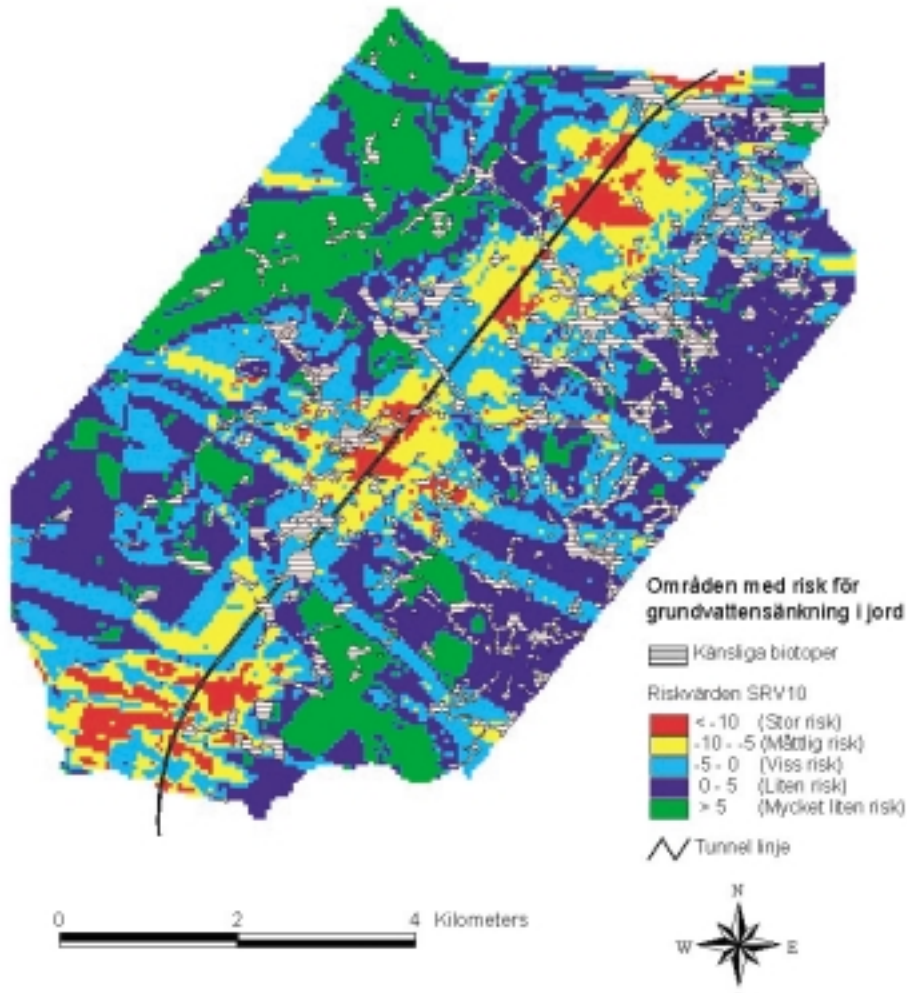 Områden med risk för
grundvattensänkning i jord
Känsliga biotoper
Riskvärden SRV10
< -10 (Stor risk)
-10 - -5 (Måttlig risk)
-5 - 0 (Viss risk)
0 - 5 (Liten risk)
> 5 (Mycket liten risk)
Tunnel linje
0 2 4 Kilometers
N
W E
S